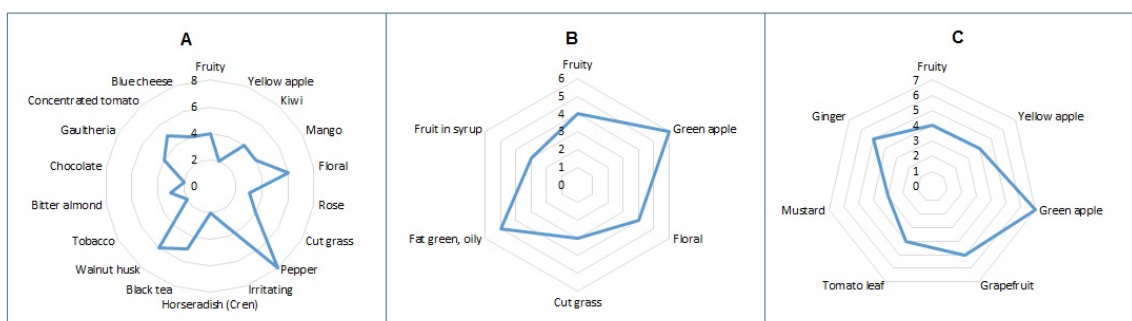 A
Fruity
Yellow apple
Kiwi
Mango
Floral
Rose
Cut grass
Pepper
Irritating
Horseradish (Cren)
Black tea
Walnut husk
Tobacco
Bitter almond
Chocolate
Gaultheria
Concentrated tomato
Blue cheese
8
6
4
2
0
B
Fruity
Green apple
Floral
Cut grass
Fat green, oily
Fruit in syrup
6
5
4
3
2
1
0
C
Fruity
Yellow apple
Green apple
Grapefruit
Tomato leaf
Mustard
Ginger
7
6
5
4
3
2
1
0